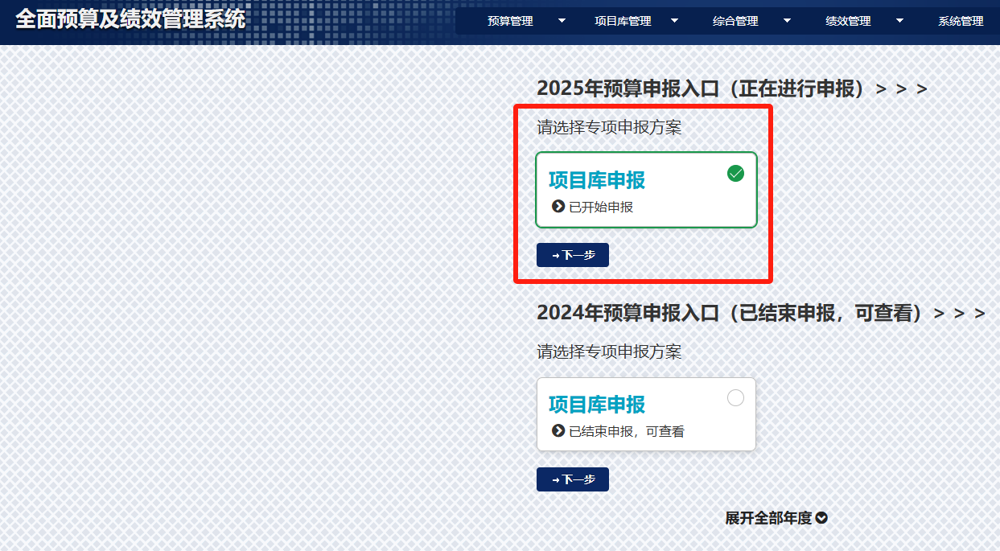 全面预算及绩效管理系统
预算管理 项目库管理 综合管理 绩效管理 系统管理
2025年预算申报入口（正在进行申报）> > >
请选择专项申报方案
项目库申报
已开始申报
→下一步
2024年预算申报入口（已结束申报，可查看）> > >
请选择专项申报方案
项目库申报
已结束申报，可查看
→下一步
展开全部年度